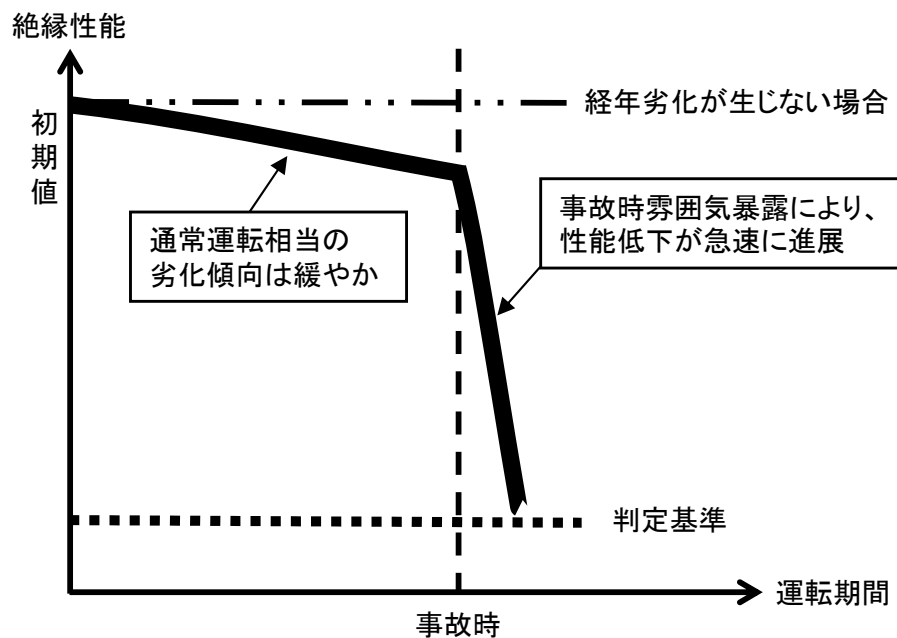 絶縁性能
経年劣化が生じない場合
初期値
通常運転相当の
劣化傾向は緩やか
事故時雰囲気暴露により、
性能低下が急速に進展
判定基準
運転期間
事故時